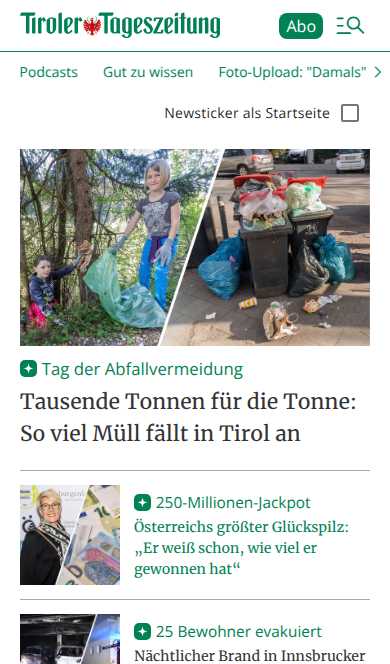 Tiroler Tageszeitung
Abo
Podcasts Gut zu wissen Foto-Upload: "Damals"
Newsticker als Startseite
Tag der Abfallvermeidung
Tausende Tonnen für die Tonne:
So viel Müll fällt in Tirol an
250-Millionen-Jackpot
Österreichs größter Glückspilz:
„Er weiß schon, wie viel er
gewonnen hat“
25 Bewohner evakuiert
Nächtlicher Brand in Innsbrucker